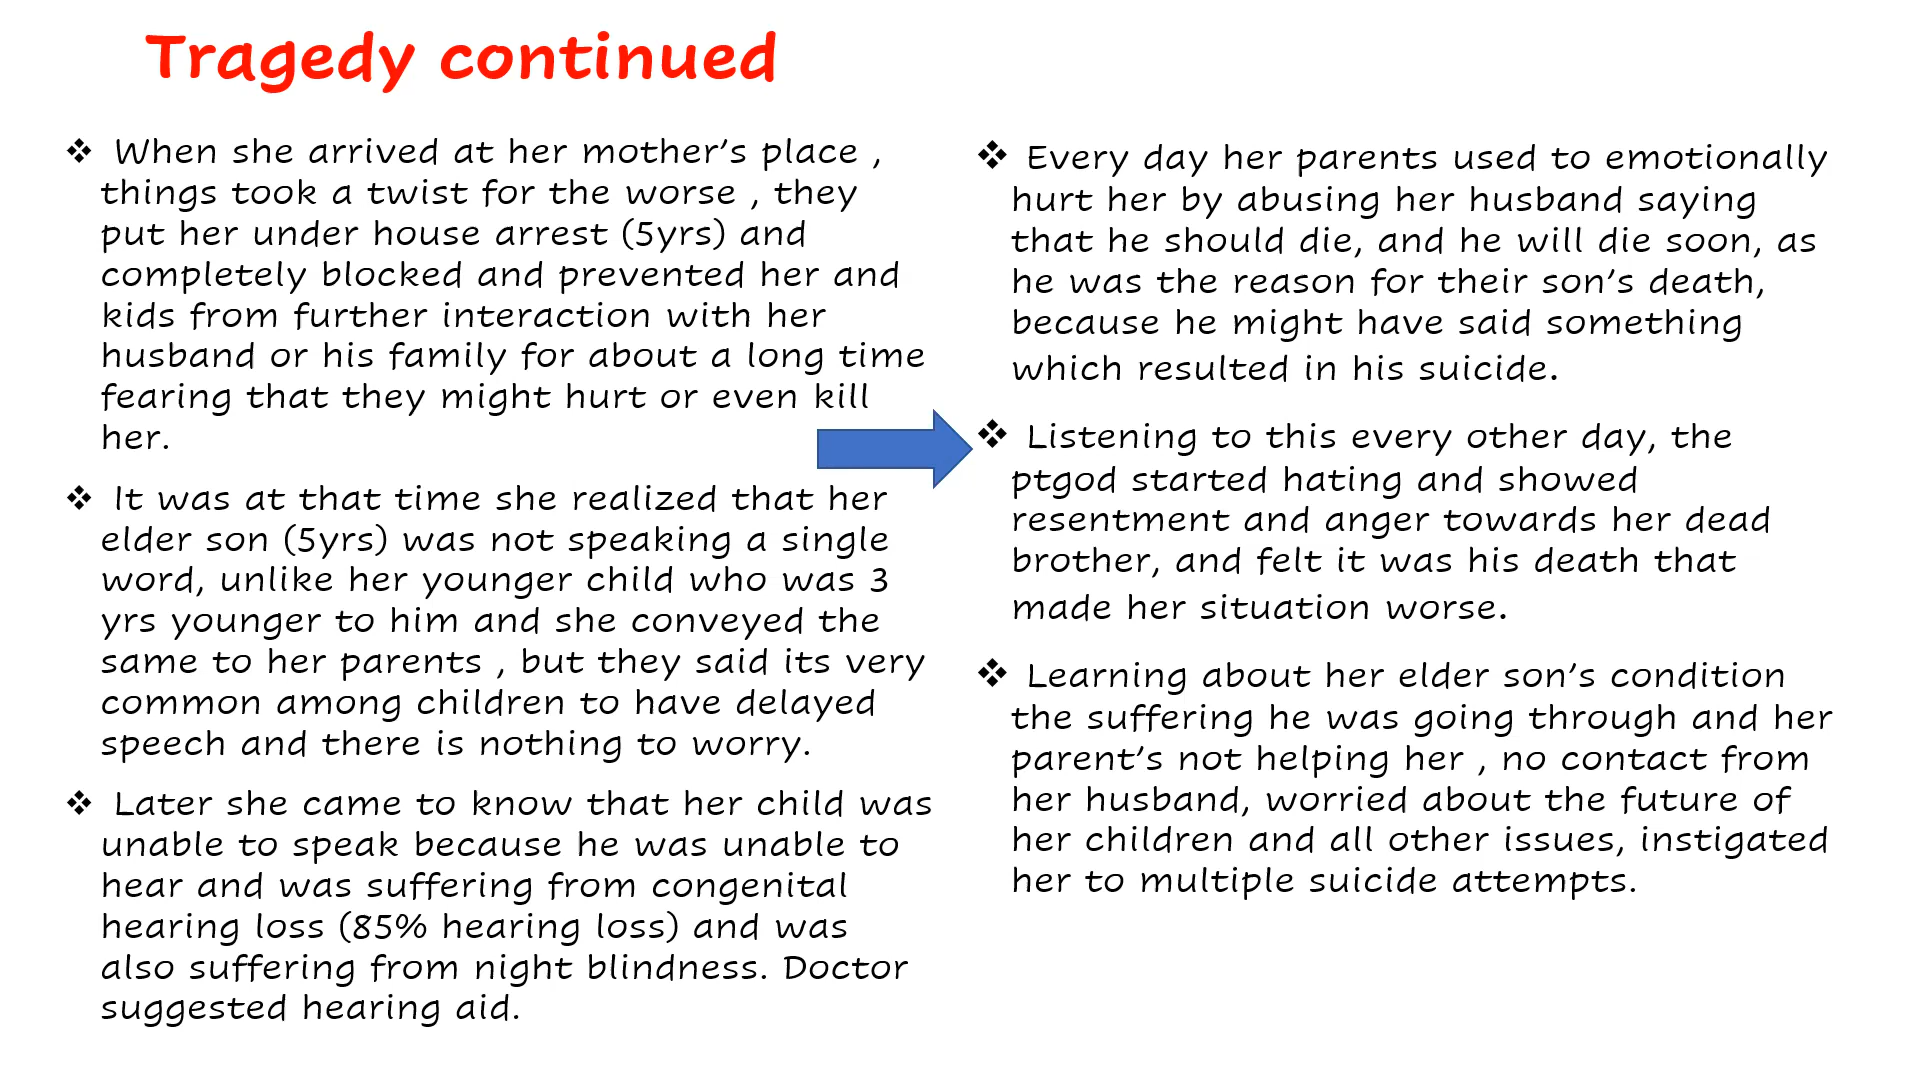 Tragedy continued
❖ When she arrived at her mother’s place ,
things took a twist for the worse , they
put her under house arrest (5yrs) and
completely blocked and prevented her and
kids from further interaction with her
husband or his family for about a long time
fearing that they might hurt or even kill
her.
❖ It was at that time she realized that her
elder son (5yrs) was not speaking a single
word, unlike her younger child who was 3
yrs younger to him and she conveyed the
same to her parents , but they said its very
common among children to have delayed
speech and there is nothing to worry.
❖ Later she came to know that her child was
unable to speak because he was unable to
hear and was suffering from congenital
hearing loss (85% hearing loss) and was
also suffering from night blindness. Doctor
suggested hearing aid.
❖ Every day her parents used to emotionally
hurt her by abusing her husband saying
that he should die, and he will die soon, as
he was the reason for their son’s death,
because he might have said something
which resulted in his suicide.
❖ Listening to this every other day, the
ptgod started hating and showed
resentment and anger towards her dead
brother, and felt it was his death that
made her situation worse.
❖ Learning about her elder son’s condition
the suffering he was going through and her
parent’s not helping her , no contact from
her husband, worried about the future of
her children and all other issues, instigated
her to multiple suicide attempts.